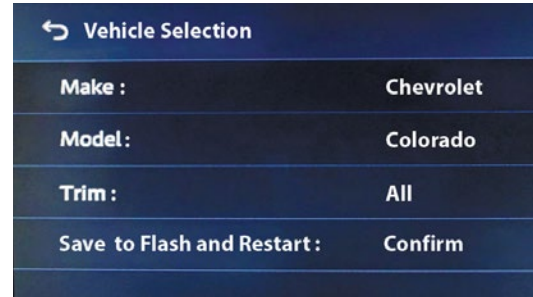 Vehicle Selection
Make : Chevrolet
Model : Colorado
Trim : All
Save to Flash and Restart : Confirm